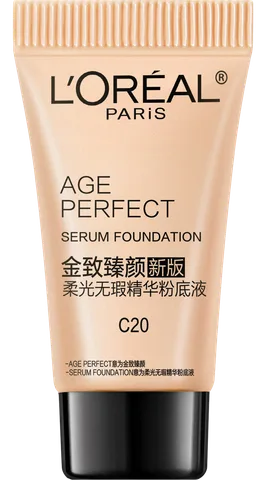 L'ORÉAL®
PARIS
AGE
PERFECT
SERUM FOUNDATION
金致臻颜新版
柔光无瑕精华粉底液
C20
-AGE PERFECT意为金致臻颜
-SERUM FOUNDATION意为柔光无瑕精华粉底液